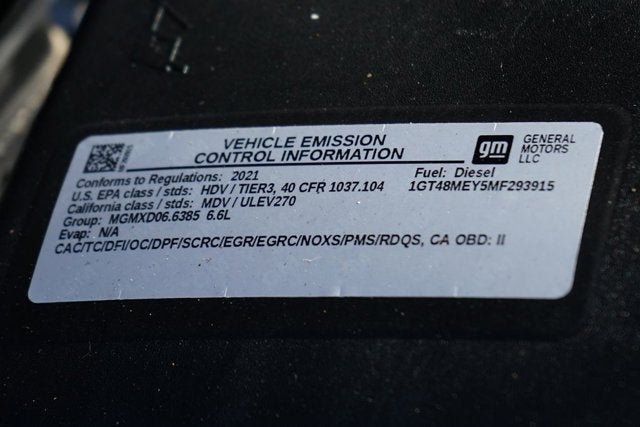 VEHICLE EMISSION
CONTROL INFORMATION
gm
GENERAL
MOTORS
LLC
Conforms to Regulations: 2021
Fuel: Diesel
U.S. EPA class / stds: HDV / TIER3, 40 CFR 1037.104
1GT48MEY5MF293915
California class / stds: MDV / ULEV270
Group: MGMXD06.6385 6.6L
Evap: N/A
CAC/TC/DFI/OC/DPF/SCRC/EGR/EGRC/NOXS/PMS/RDQS, CA OBD: II